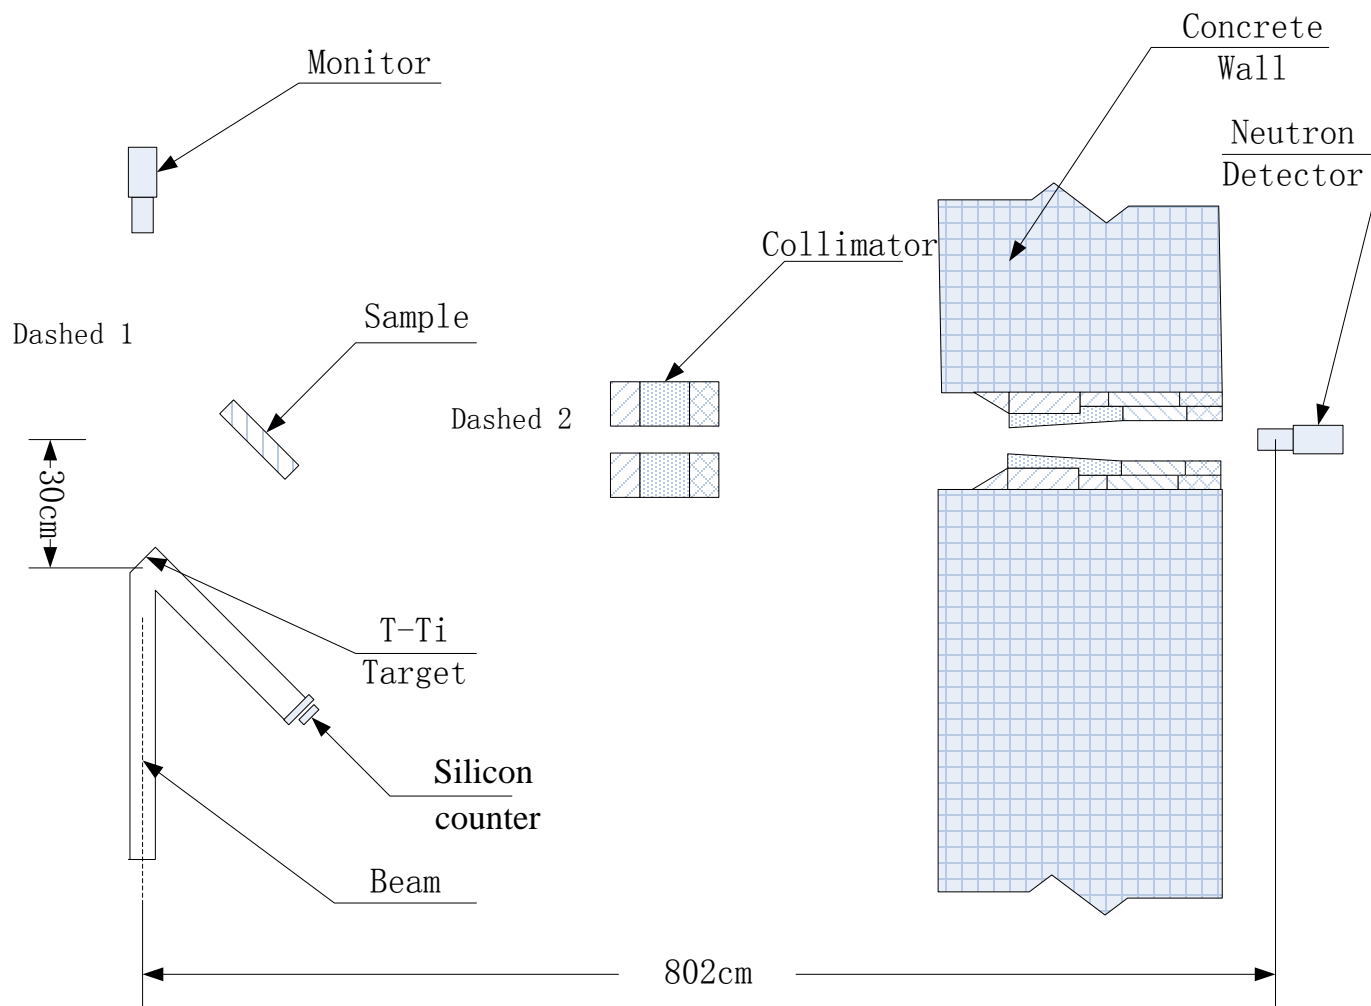 Concrete
Wall
Monitor
Neutron
Detector
Collimator
Sample
Dashed 1
Dashed 2
30cm
T-Ti
Target
Silicon
counter
Beam
802cm